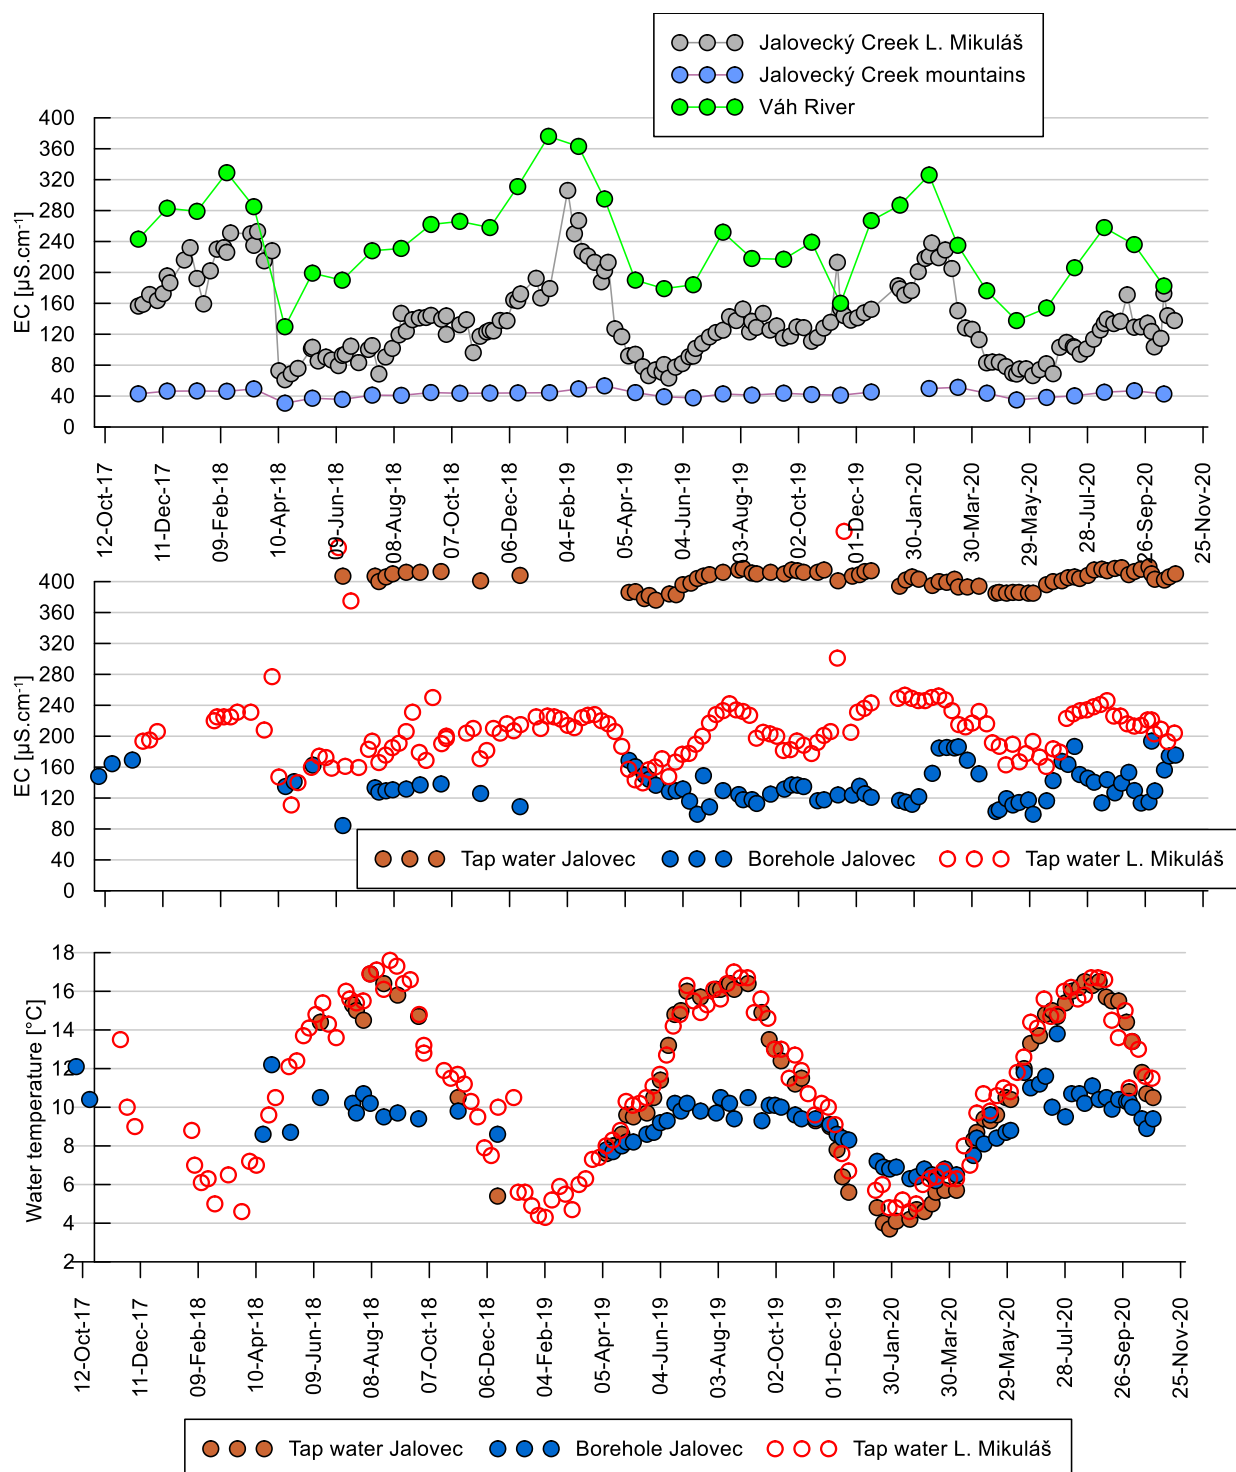 Jalovecký Creek L. Mikuláš
Jalovecký Creek mountains
Váh River
EC [µS.cm-1]
400
360
320
280
240
200
160
120
80
40
0
12-Oct-17
11-Dec-17
09-Feb-18
10-Apr-18
09-Jun-18
08-Aug-18
07-Oct-18
06-Dec-18
04-Feb-19
05-Apr-19
04-Jun-19
03-Aug-19
02-Oct-19
01-Dec-19
30-Jan-20
30-Mar-20
29-May-20
28-Jul-20
26-Sep-20
25-Nov-20
EC [µS.cm-1]
400
360
320
280
240
200
160
120
80
40
0
Tap water Jalovec
Borehole Jalovec
Tap water L. Mikuláš
Water temperature [°C]
18
16
14
12
10
8
6
4
2
12-Oct-17
11-Dec-17
09-Feb-18
10-Apr-18
09-Jun-18
08-Aug-18
07-Oct-18
06-Dec-18
04-Feb-19
05-Apr-19
04-Jun-19
03-Aug-19
02-Oct-19
01-Dec-19
30-Jan-20
30-Mar-20
29-May-20
28-Jul-20
26-Sep-20
25-Nov-20
Tap water Jalovec
Borehole Jalovec
Tap water L. Mikuláš